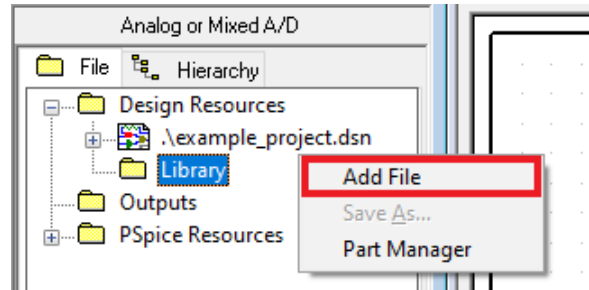 Analog or Mixed A/D
File Hierarchy
Design Resources
.\example_project.dsn
Library
Add File
Save As...
Part Manager
Outputs
PSpice Resources